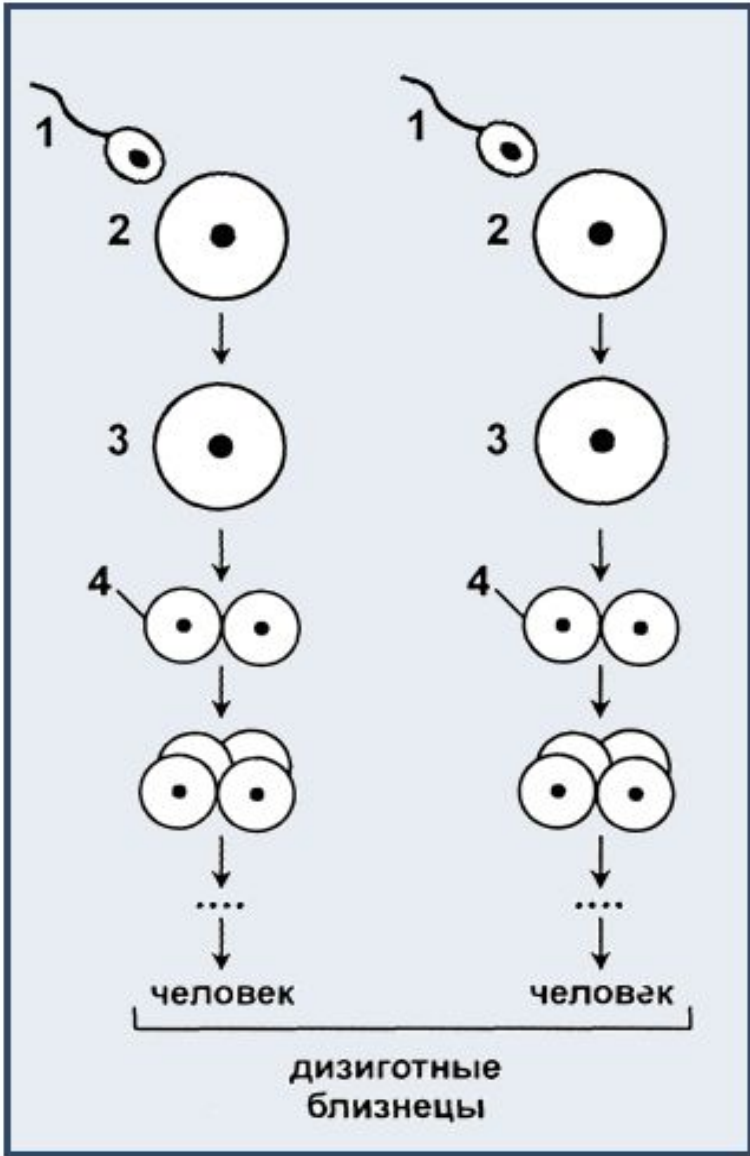 1 1
2 2
3 3
4 4
.... ....
человек человек
дизиготные
близнецы